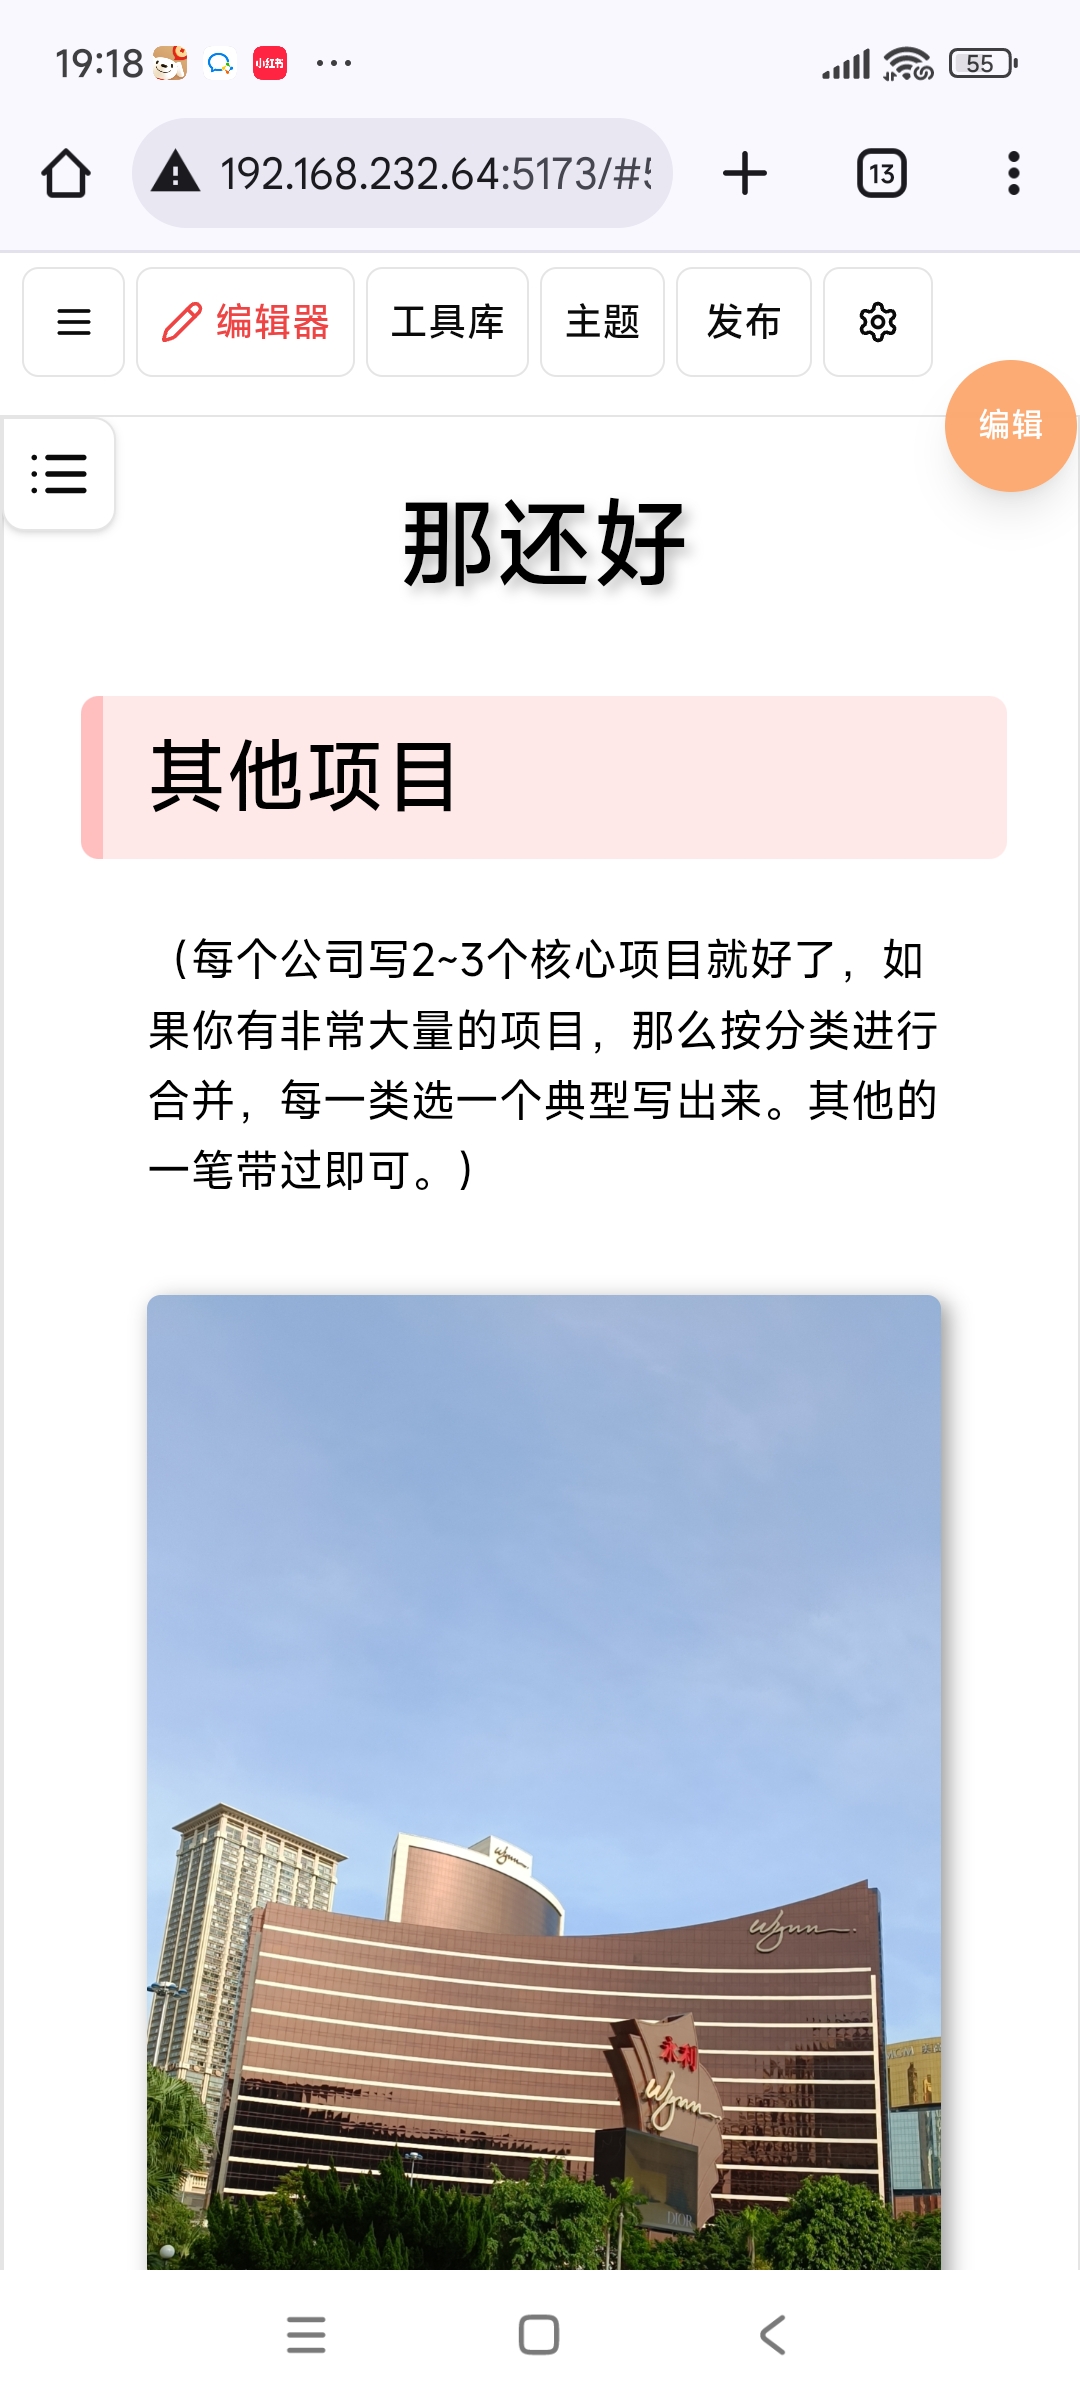 19:18
小红书
55
192.168.232.64:5173/#
13
编辑器
工具库
主题
发布
编辑
那还好
其他项目
（每个公司写2~3个核心项目就好了，如
果你有非常大量的项目，那么按分类进行
合并，每一类选一个典型写出来。其他的
一笔带过即可。）
wynn
wynn
永利
wynn
MGM
DIOR